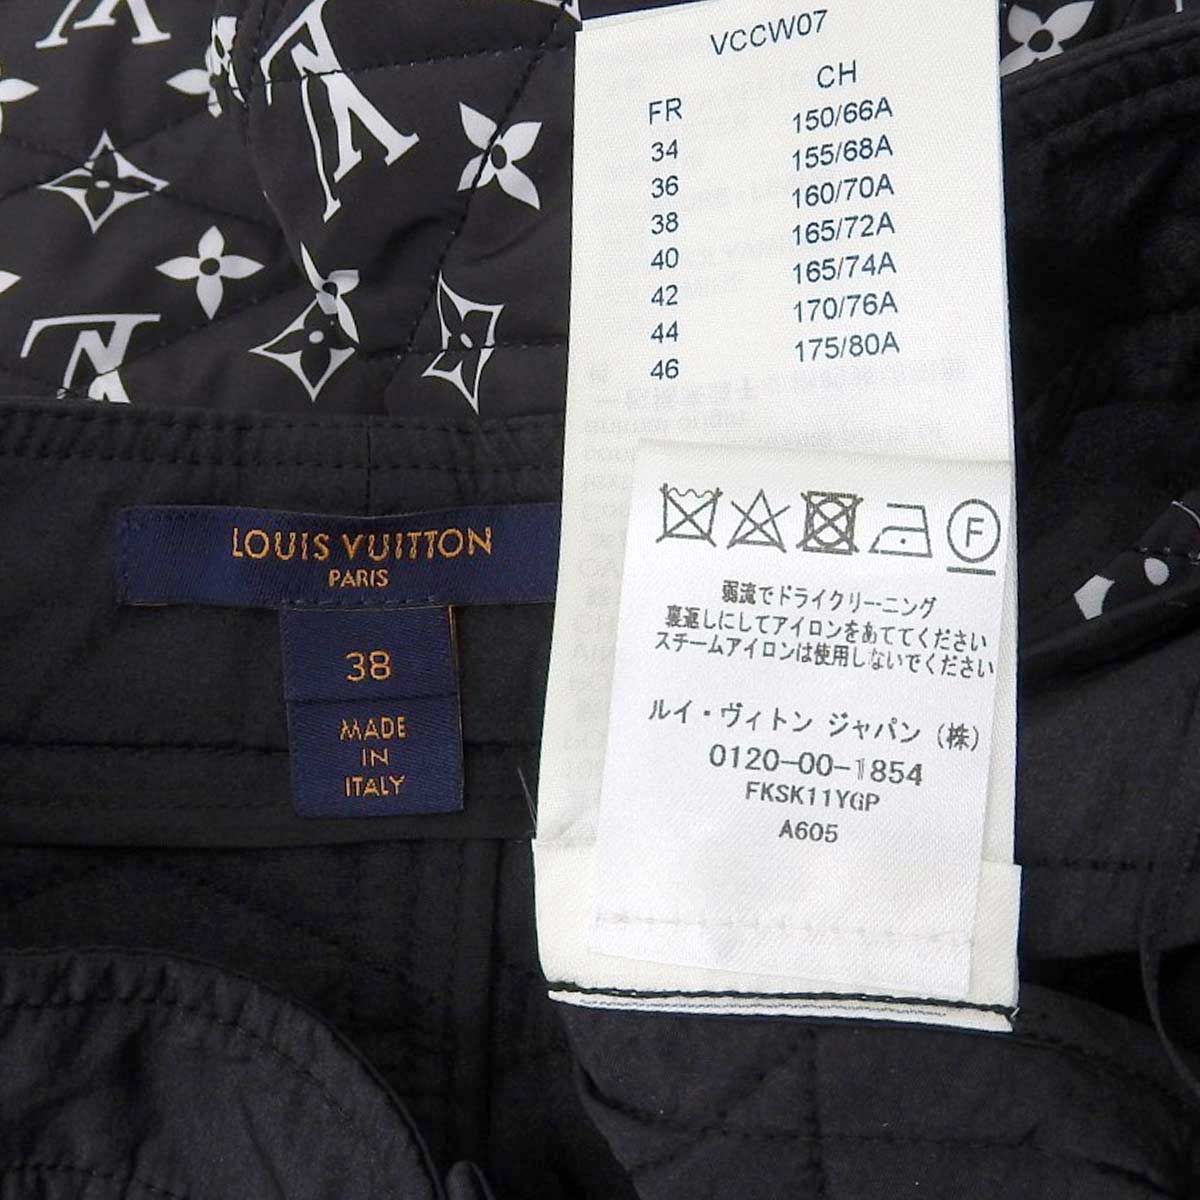 LOUIS VUITTON
PARIS
38
MADE
IN
ITALY
VCCW07
FR CH
34 150/66A
36 155/68A
38 160/70A
40 165/72A
42 165/74A
44 170/76A
46 175/80A
F
弱流でドライクリーニング
裏返しにしてアイロンをあててください
スチームアイロンは使用しないでください
ルイ・ヴィトン ジャパン（株）
0120-00-1854
FKSK11YGP
A605